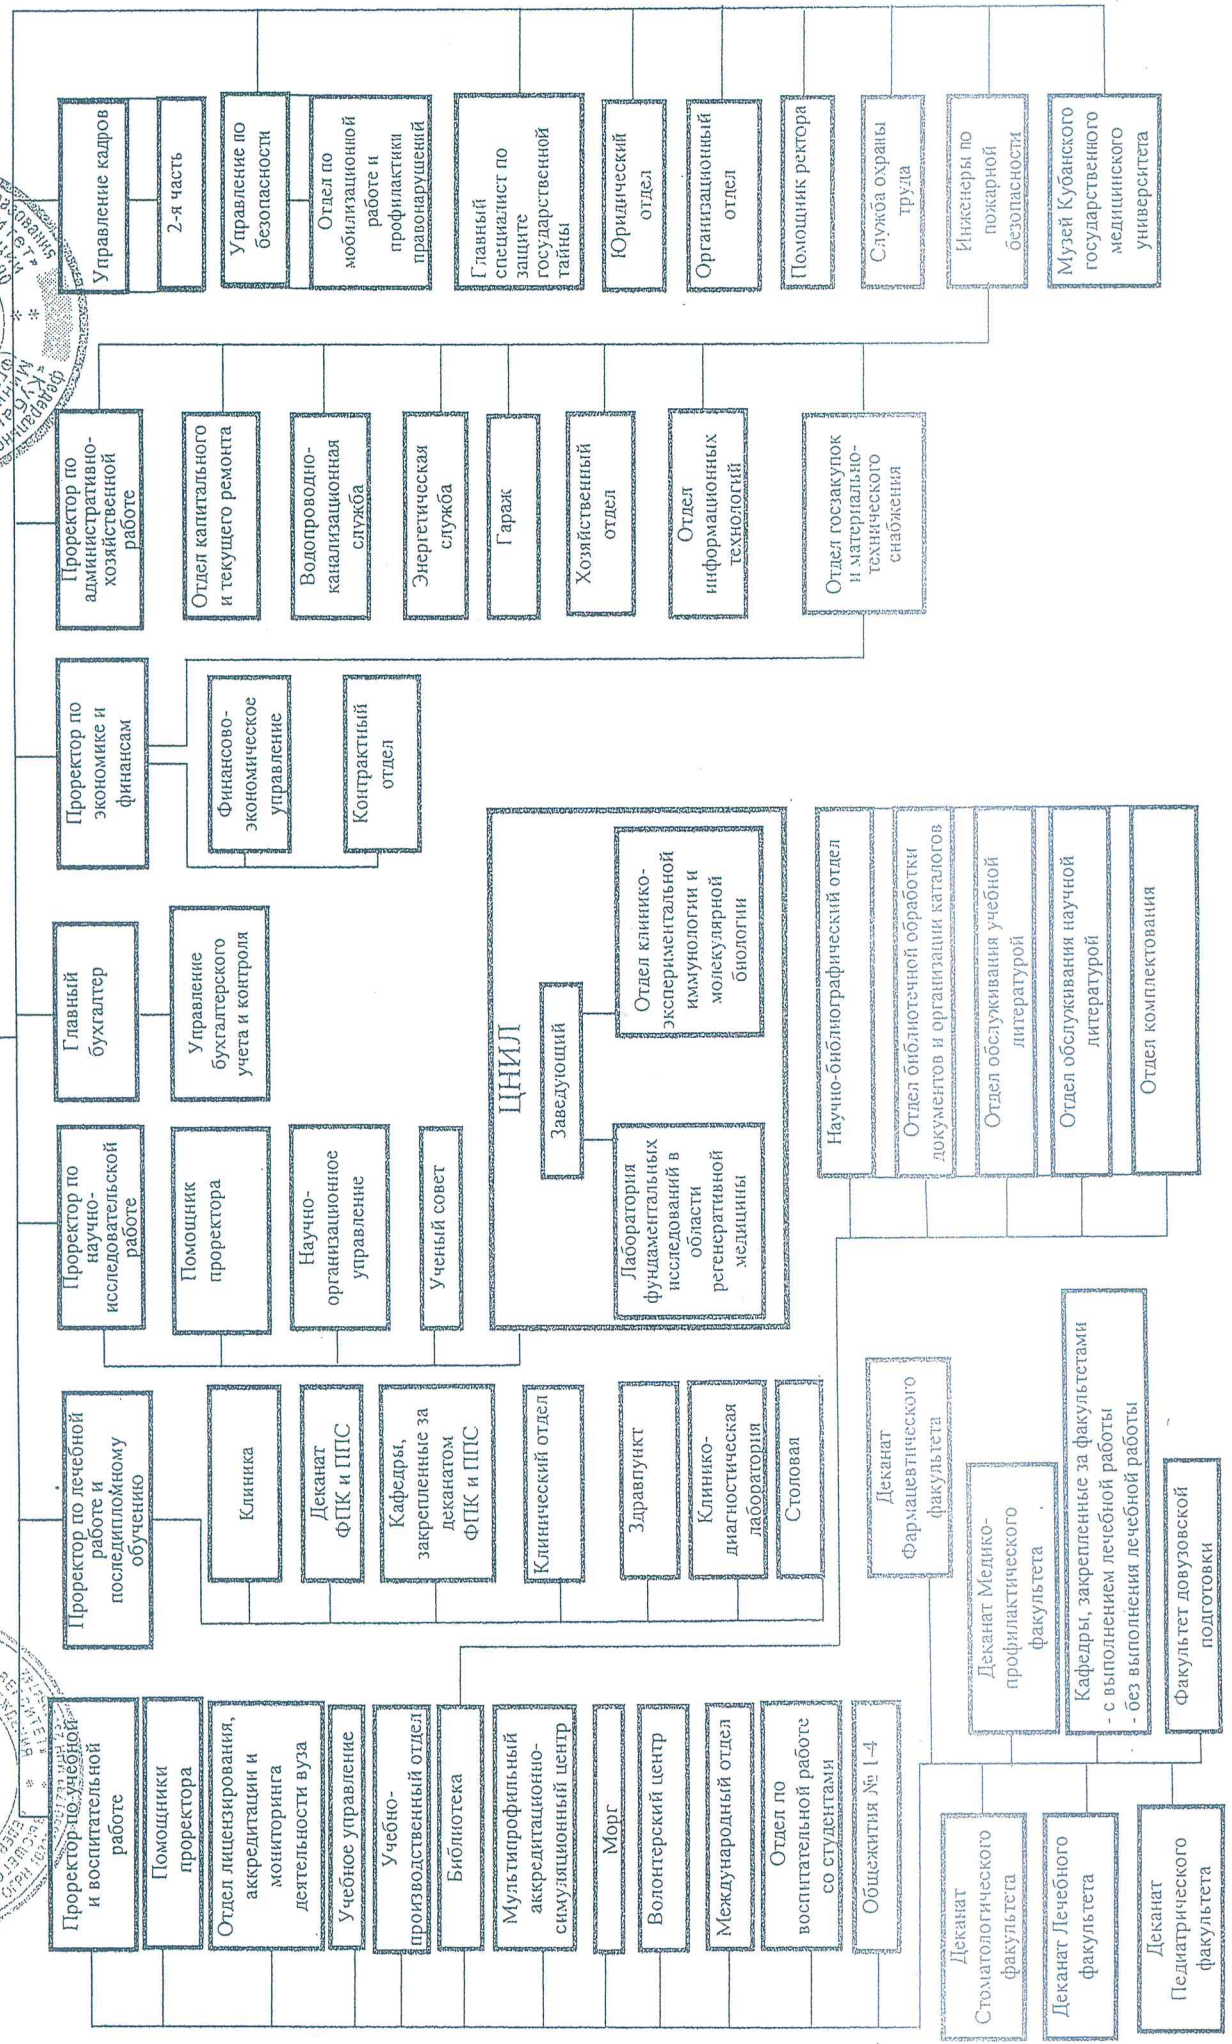 Проректор по учебной
и воспитательной
работе
Помощники
проректора
Отдел лицензирования,
аккредитации и
мониторинга
деятельности вуза
Учебное управление
Учебно-
производственный отдел
Библиотека
Мультипрофильный
аккредитационно-
симуляционный центр
Морг
Волонтерский центр
Международный отдел
Отдел по
воспитательной работе
со студентами
Общежития № 1-4
Деканат
Стоматологического
факультета
Деканат Лечебного
факультета
Деканат
Педиатрического
факультета
Деканат
Фармацевтического
факультета
Деканат Медико-
профилактического
факультета
Кафедры, закрепленные за факультетами
- с выполнением лечебной работы
- без выполнения лечебной работы
Факультет довузовской
подготовки
Проректор по лечебной
работе и
последипломному
обучению
Клиника
Деканат
ФПК и ППС
Кафедры,
закрепленные за
деканатом
ФПК и ППС
Клинический отдел
Здравпункт
Клинико-
диагностическая
лаборатория
Столовая
Проректор по
научно-
исследовательской
работе
Помощник
проректора
Научно-
организационное
управление
Ученый совет
ЦНИЛ
Заведующий
Лаборатория
фундаментальных
исследований в
области
регенеративной
медицины
Отдел клинико-
экспериментальной
иммунологии и
молекулярной
биологии
Научно-библиографический отдел
Отдел библиотечной обработки
документов и организации каталогов
Отдел обслуживания учебной
литературой
Отдел обслуживания научной
литературой
Отдел комплектования
Главный
бухгалтер
Управление
бухгалтерского
учета и контроля
Проректор по
экономике и
финансам
Финансово-
экономическое
управление
Контрактный
отдел
Проректор по
административно-
хозяйственной
работе
Отдел капитального
и текущего ремонта
Водопроводно-
канализационная
служба
Энергетическая
служба
Гараж
Хозяйственный
отдел
Отдел
информационных
технологий
Отдел госзакупок
и материально-
технического
снабжения
Управление кадров
2-я часть
Управление по
безопасности
Отдел по
мобилизационной
работе и
профилактики
правонарушений
Главный
специалист по
защите
государственной
тайны
Юридический
отдел
Организационный
отдел
Помощник ректора
Служба охраны
труда
Инженеры по
пожарной
безопасности
Музей Кубанского
государственного
медицинского
университета